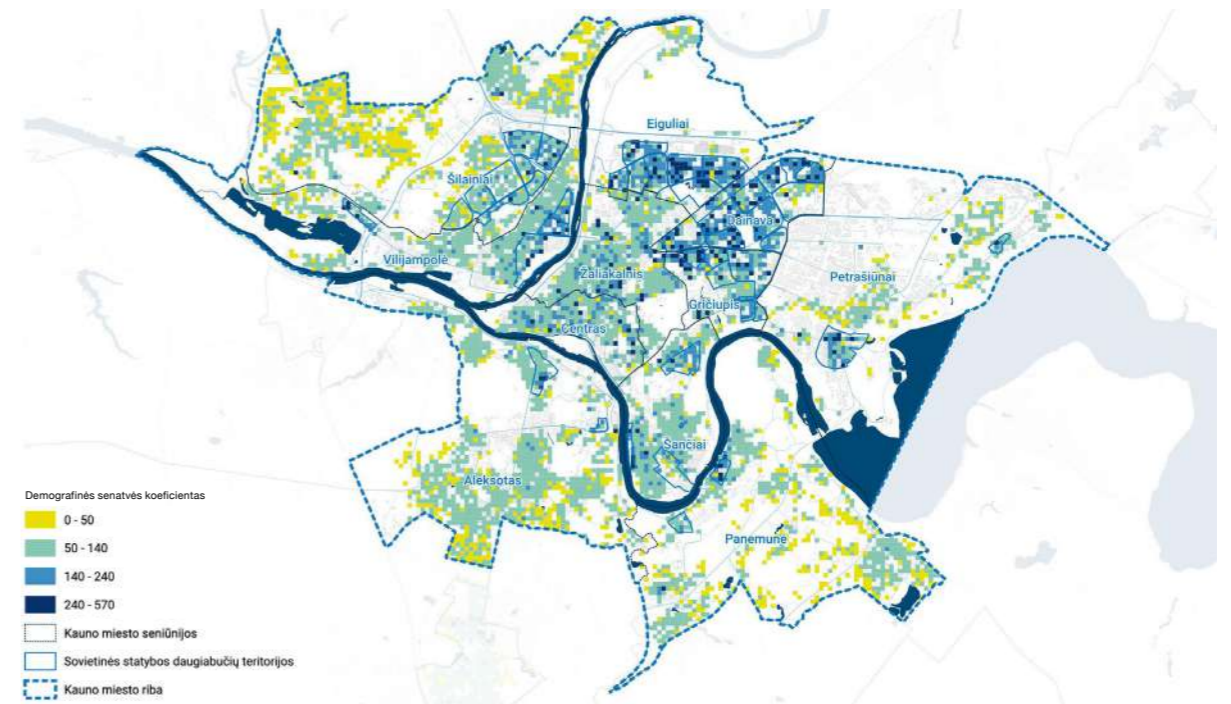 Eiguliai
Šilainiai
Dainava
Vilijampolė
Žaliakalnis
Petrašiūnai
Gričiupis
Centras
Šančiai
Aleksotas
Panemunė
Demografinės senatvės koeficientas
0 - 50
50 - 140
140 - 240
240 - 570
Kauno miesto seniūnijos
Sovietinės statybos daugiabučių teritorijos
Kauno miesto riba